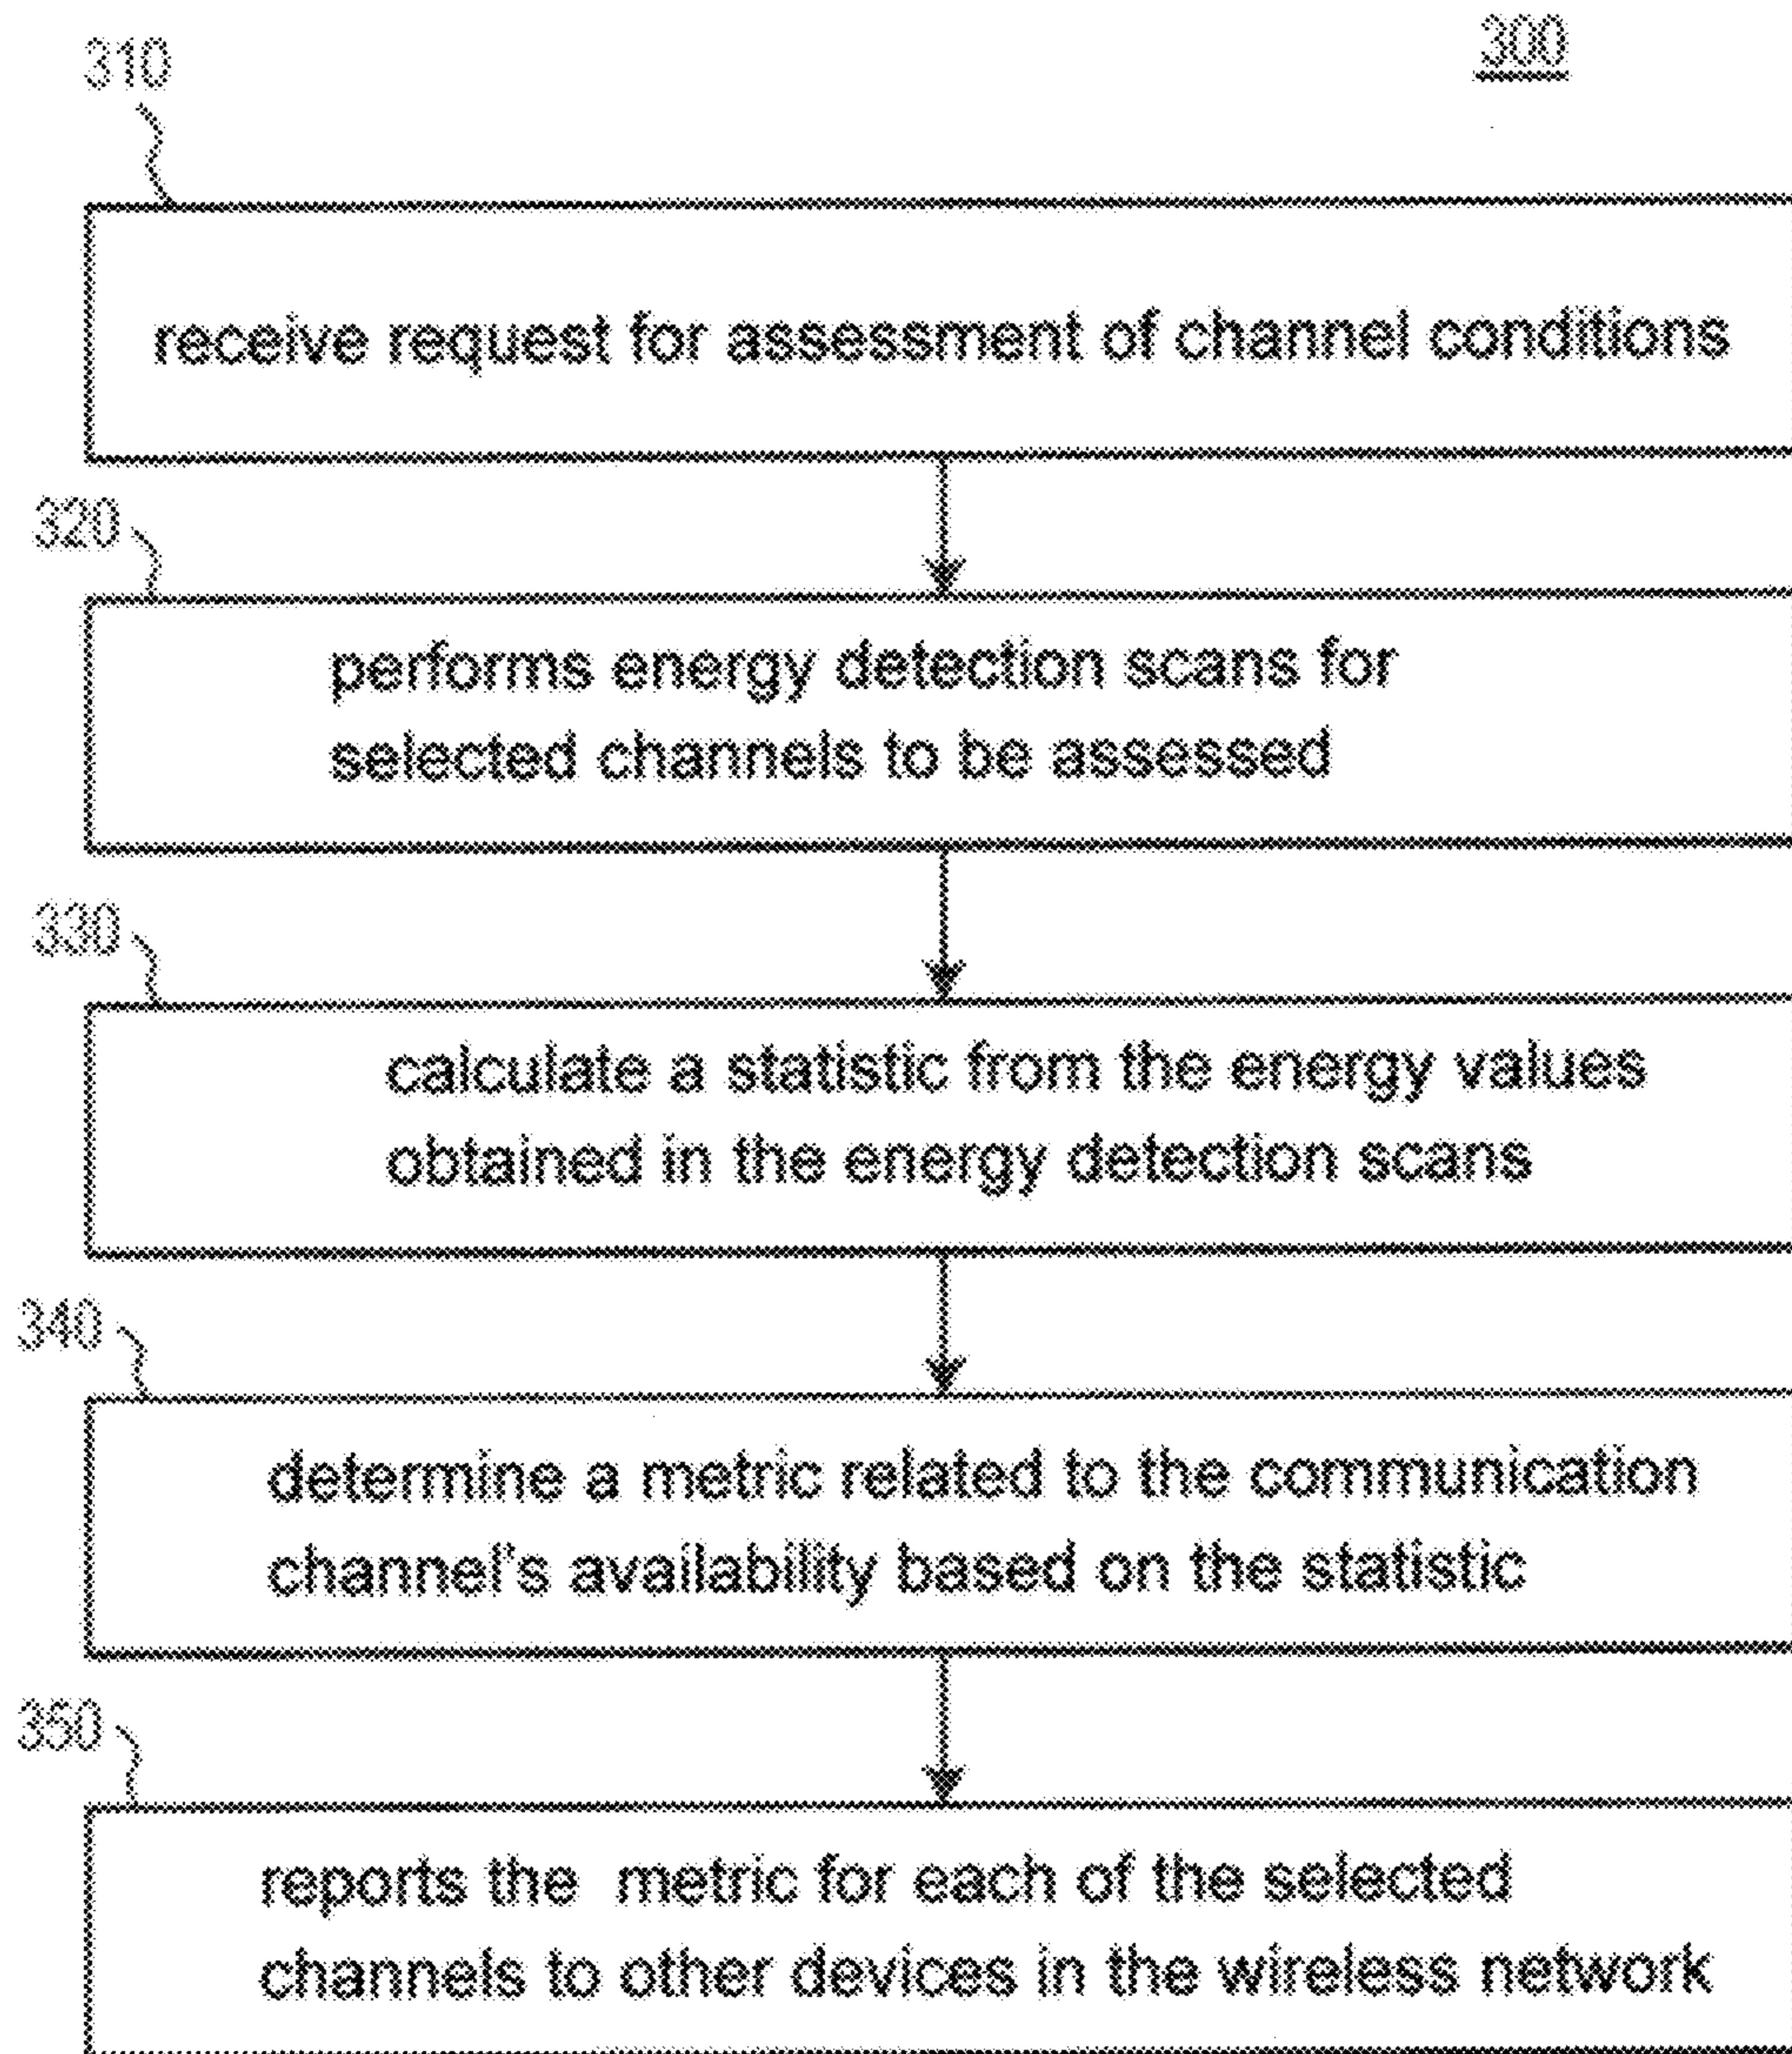 300
310
receive request for assessment of channel conditions
320
performs energy detection scans for
selected channels to be assessed
330
calculate a statistic from the energy values
obtained in the energy detection scans
340
determine a metric related to the communication
channel's availability based on the statistic
350
reports the metric for each of the selected
channels to other devices in the wireless network